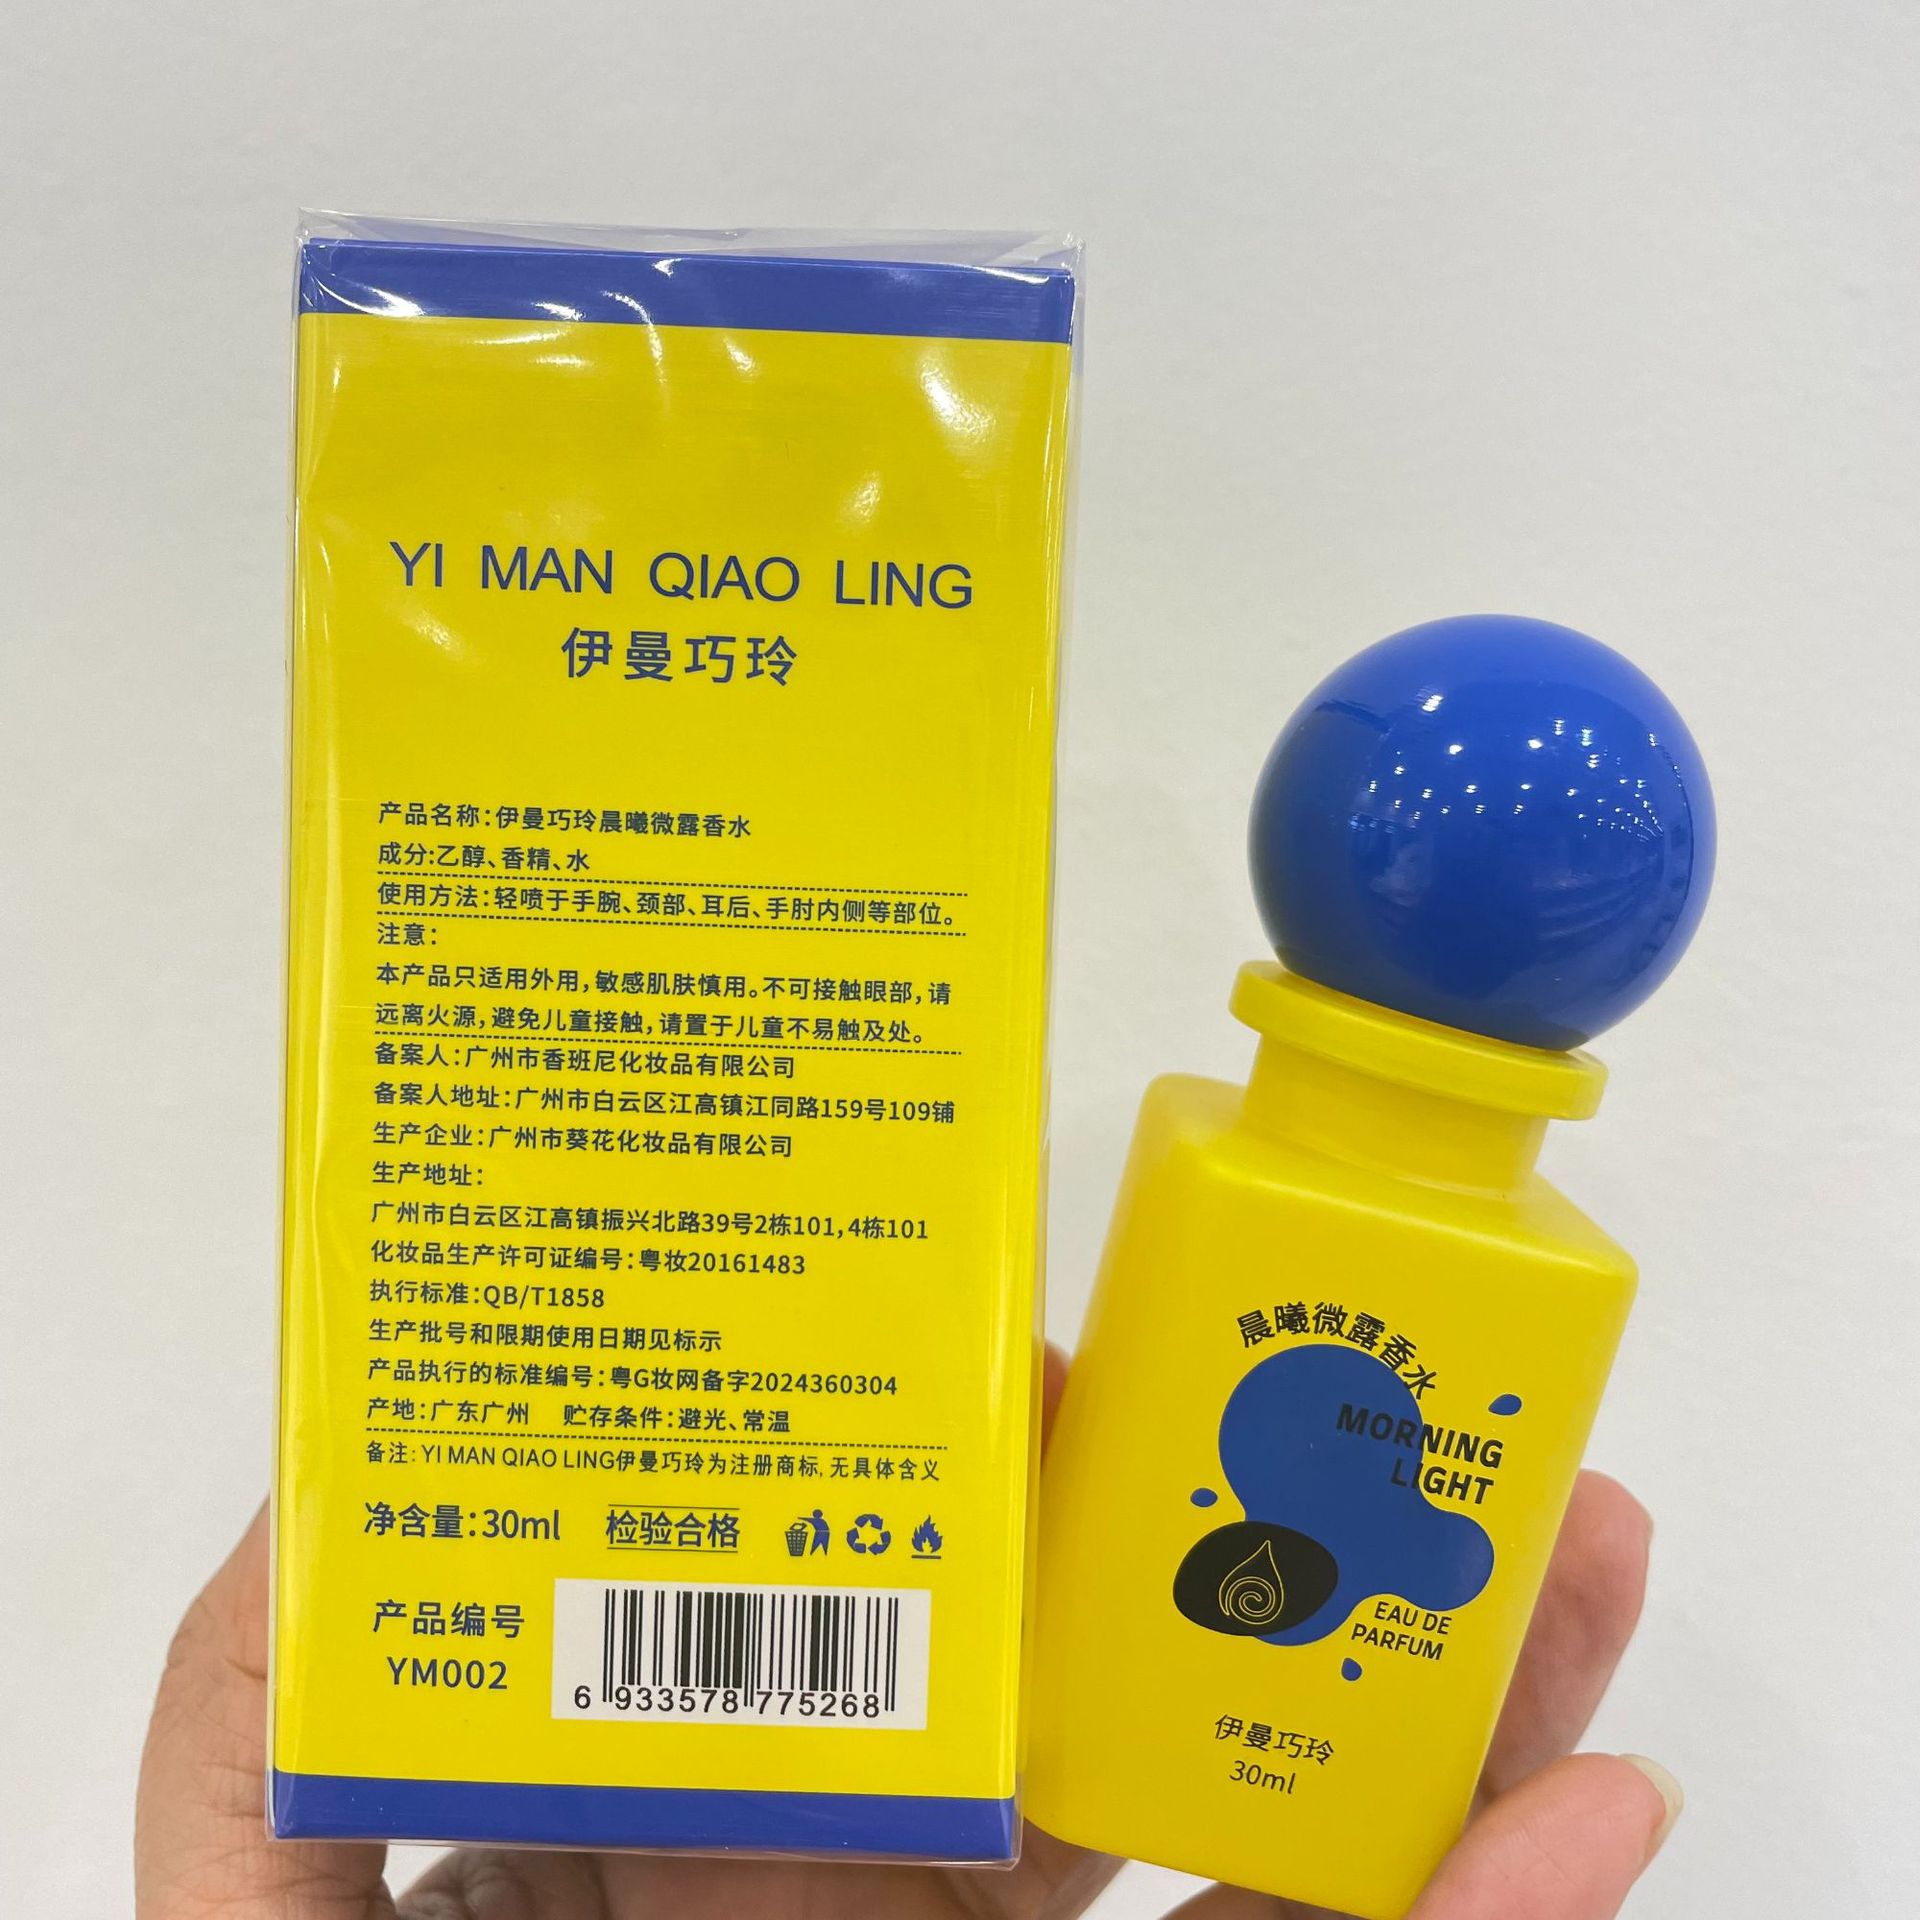 YI MAN QIAO LING
伊曼巧玲
产品名称:伊曼巧玲晨曦微露香水
成分:乙醇、香精、水
使用方法:轻喷于手腕、颈部、耳后、手肘内侧等部位。
注意:
本产品只适用外用,敏感肌肤慎用。不可接触眼部,请
远离火源,避免儿童接触,请置于儿童不易触及处。
备案人:广州市香班尼化妆品有限公司
备案人地址:广州市白云区江高镇江同路159号109铺
生产企业:广州市葵花化妆品有限公司
生产地址:
广州市白云区江高镇振兴北路39号2栋101,4栋101
化妆品生产许可证编号:粤妆20161483
执行标准:QB/T1858
生产批号和限期使用日期见标示
产品执行的标准编号:粤G妆网备字2024360304
产地:广东广州 贮存条件:避光、常温
备注:YI MAN QIAO LING伊曼巧玲为注册商标,无具体含义
净含量:30ml 检验合格
产品编号
YM002
6 933578 775268
晨曦微露香水
MORNING
LIGHT
EAU DE
PARFUM
伊曼巧玲
30ml